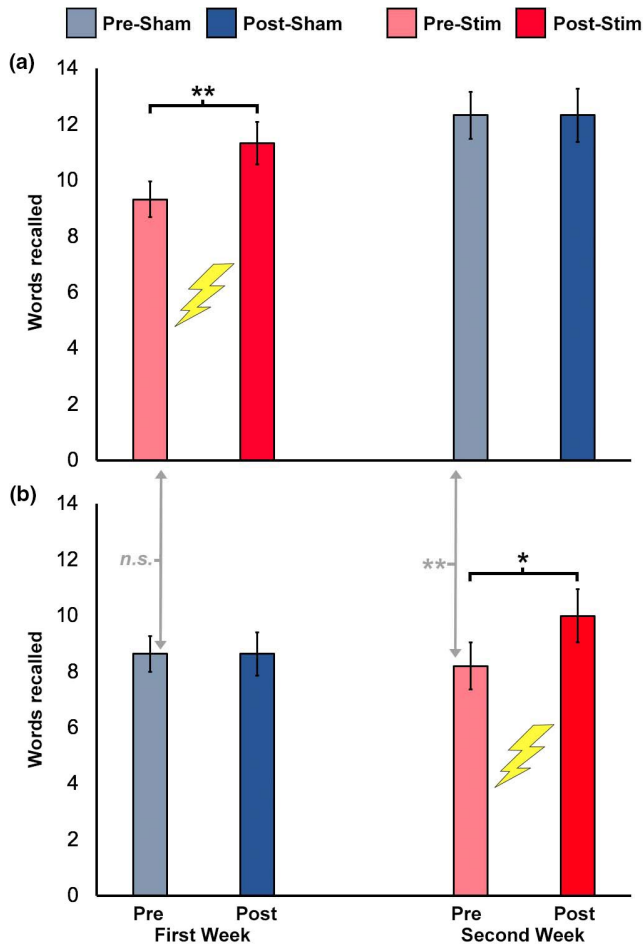 Pre-Sham Post-Sham Pre-Stim Post-Stim
(a)
14
**
12
10
Words recalled
8
6
4
2
0
(b)
14
n.s.
**
*
12
10
Words recalled
8
6
4
2
0
Pre Post Pre Post
First Week Second Week